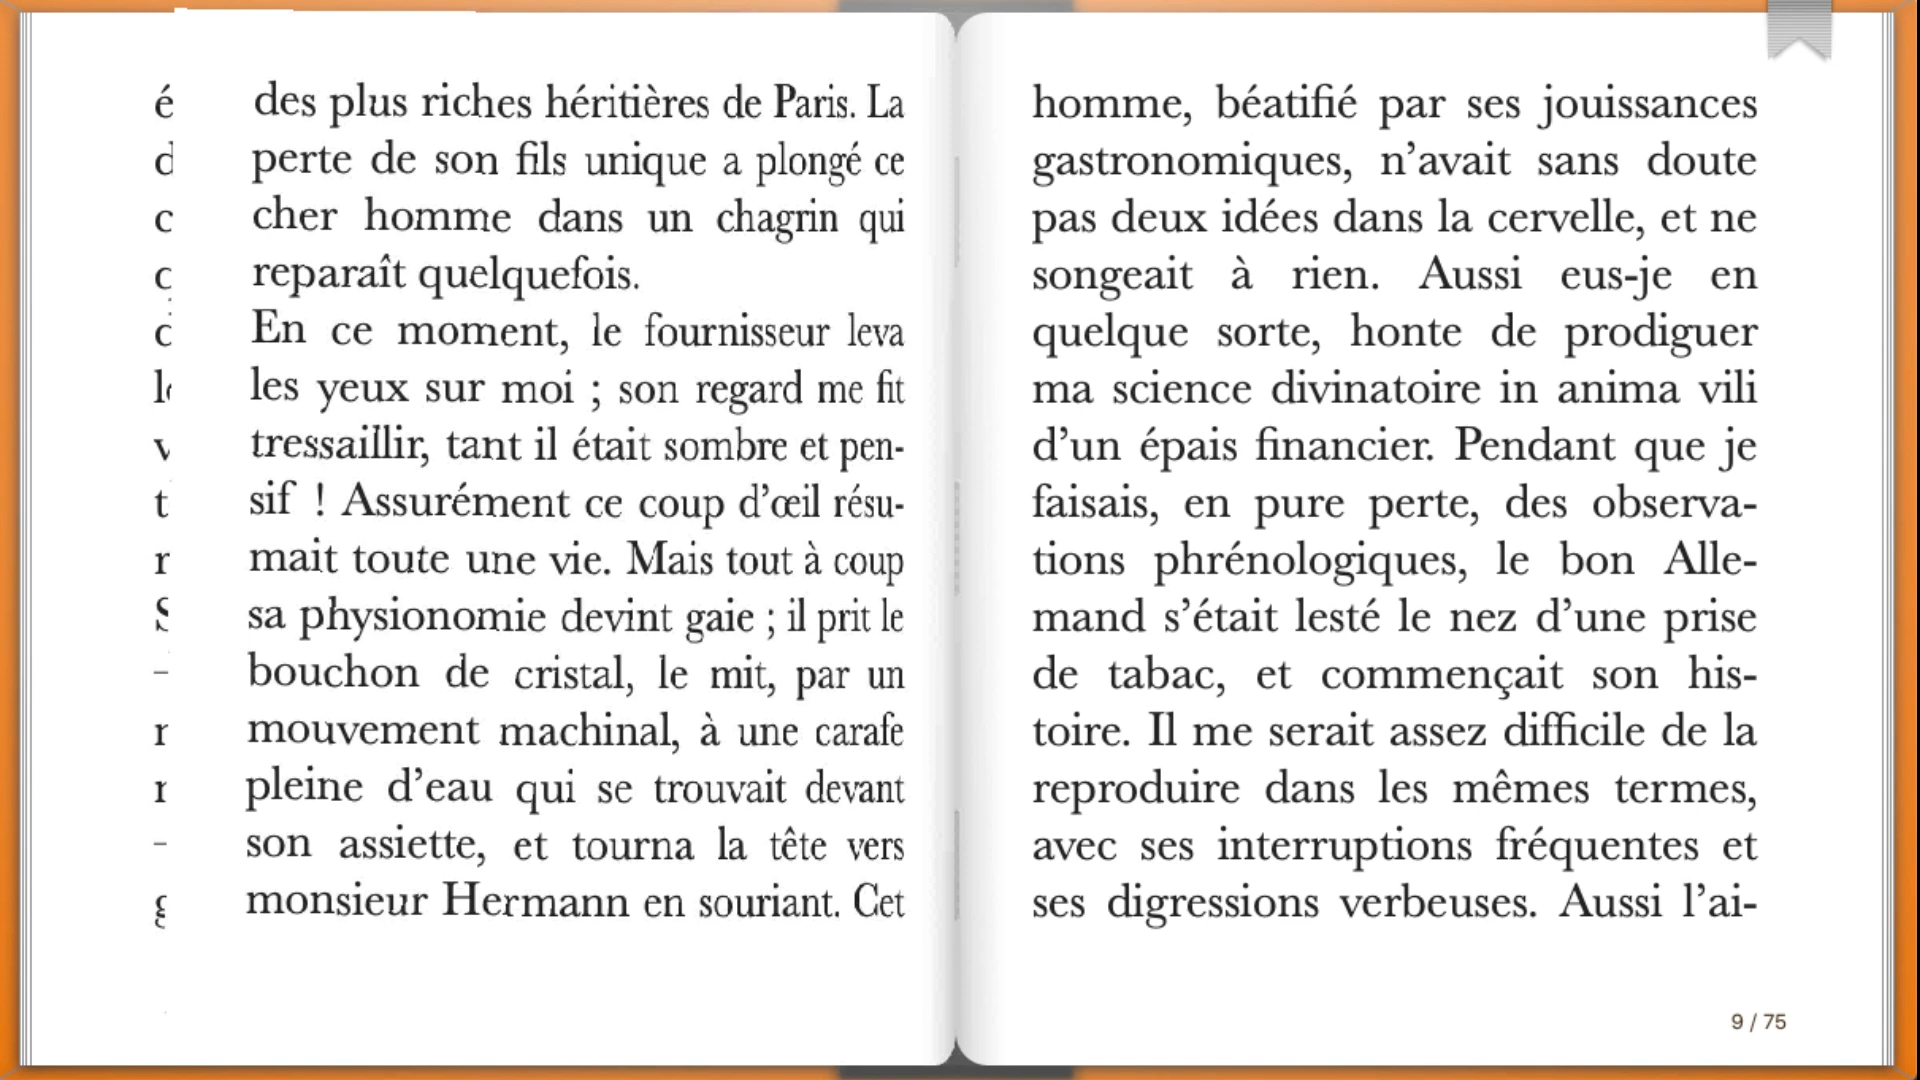 des plus riches héritières de Paris. La
perte de son fils unique a plongé ce
cher homme dans un chagrin qui
reparaît quelquefois.
En ce moment, le fournisseur leva
les yeux sur moi ; son regard me fit
tressaillir, tant il était sombre et pen-
sif ! Assurément ce coup d’œil résu-
mait toute une vie. Mais tout à coup
sa physionomie devint gaie ; il prit le
bouchon de cristal, le mit, par un
mouvement machinal, à une carafe
pleine d’eau qui se trouvait devant
son assiette, et tourna la tête vers
monsieur Hermann en souriant. Cet
homme, béatifié par ses jouissances
gastronomiques, n’avait sans doute
pas deux idées dans la cervelle, et ne
songeait à rien. Aussi eus-je en
quelque sorte, honte de prodiguer
ma science divinatoire in anima vili
d’un épais financier. Pendant que je
faisais, en pure perte, des observa-
tions phrénologiques, le bon Alle-
mand s’était lesté le nez d’une prise
de tabac, et commençait son his-
toire. Il me serait assez difficile de la
reproduire dans les mêmes termes,
avec ses interruptions fréquentes et
ses digressions verbeuses. Aussi l’ai-
9 / 75